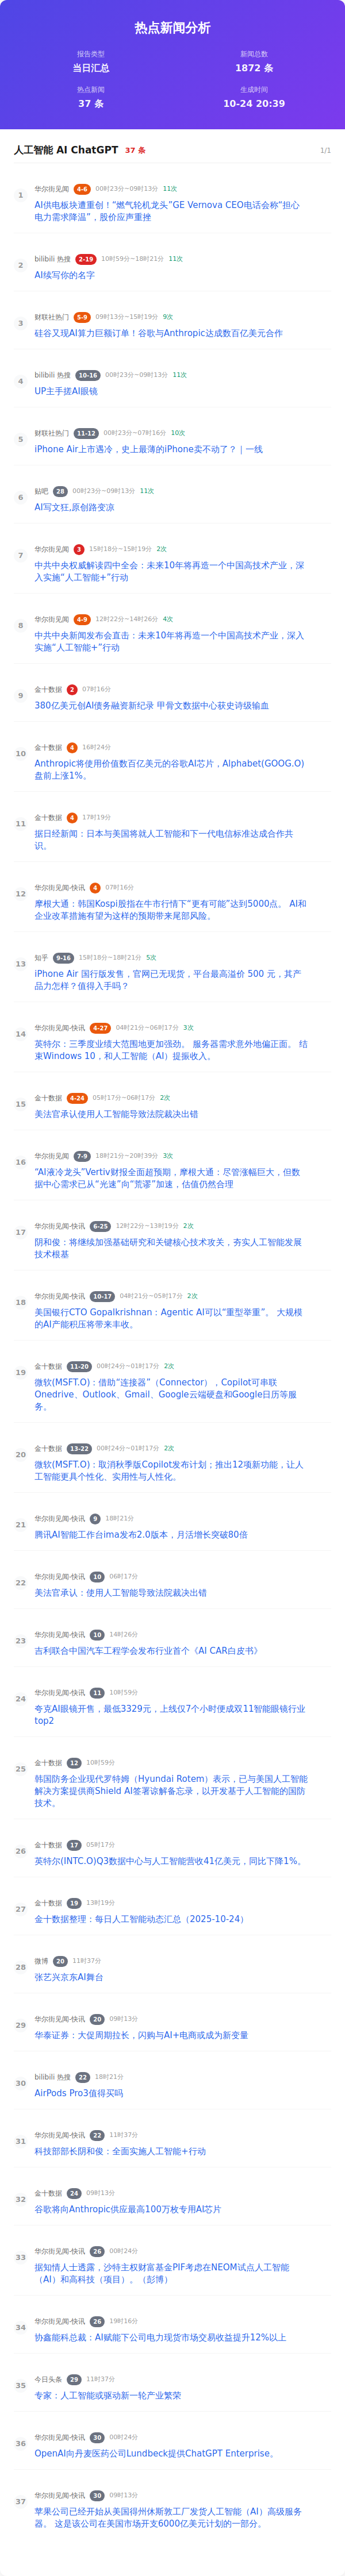 热点新闻分析
报告类型
新闻总数
当日汇总
1872 条
热点新闻
生成时间
37 条
10-24 20:39
人工智能 AI ChatGPT 37 条 1/1
1
华尔街见闻 4-6 00时23分~09时13分 11次
AI供电板块遭重创！“燃气轮机龙头”GE Vernova CEO电话会称“担心
电力需求降温”，股价应声重挫
2
bilibili 热搜 2-19 10时59分~18时21分 11次
AI续写你的名字
3
财联社热门 5-9 09时13分~15时19分 9次
硅谷又现AI算力巨额订单！谷歌与Anthropic达成数百亿美元合作
4
bilibili 热搜 10-16 00时23分~09时13分 11次
UP主手搓AI眼镜
5
财联社热门 11-12 00时23分~07时16分 10次
iPhone Air上市遇冷，史上最薄的iPhone卖不动了？｜一线
6
贴吧 28 00时23分~09时13分 11次
AI写文狂,原创路变凉
7
华尔街见闻 3 15时18分~15时19分 2次
中共中央权威解读四中全会：未来10年将再造一个中国高技术产业，深
入实施“人工智能+”行动
8
华尔街见闻 4-9 12时22分~14时26分 4次
中共中央新闻发布会直击：未来10年将再造一个中国高技术产业，深入
实施“人工智能+”行动
9
金十数据 2 07时16分
380亿美元创AI债务融资新纪录 甲骨文数据中心获史诗级输血
10
金十数据 4 16时24分
Anthropic将使用价值数百亿美元的谷歌AI芯片，Alphabet(GOOG.O)
盘前上涨1%。
11
金十数据 4 17时19分
据日经新闻：日本与美国将就人工智能和下一代电信标准达成合作共
识。
12
华尔街见闻-快讯 4 07时16分
摩根大通：韩国Kospi股指在牛市行情下“更有可能”达到5000点。 AI和
企业改革措施有望为这样的预期带来尾部风险。
13
知乎 9-16 15时18分~18时21分 5次
iPhone Air 国行版发售，官网已无现货，平台最高溢价 500 元，其产
品力怎样？值得入手吗？
14
华尔街见闻-快讯 4-27 04时21分~06时17分 3次
英特尔：三季度业绩大范围地更加强劲。 服务器需求意外地偏正面。 结
束Windows 10，和人工智能（AI）提振收入。
15
金十数据 4-24 05时17分~06时17分 2次
美法官承认使用人工智能导致法院裁决出错
16
华尔街见闻 7-9 18时21分~20时39分 3次
“AI液冷龙头”Vertiv财报全面超预期，摩根大通：尽管涨幅巨大，但数
据中心需求已从“光速”向“荒谬”加速，估值仍然合理
17
华尔街见闻-快讯 6-25 12时22分~13时19分 2次
阴和俊：将继续加强基础研究和关键核心技术攻关，夯实人工智能发展
技术根基
18
华尔街见闻-快讯 10-17 04时21分~05时17分 2次
美国银行CTO Gopalkrishnan：Agentic AI可以“重型举重”。 大规模
的AI产能积压将带来丰收。
19
金十数据 11-20 00时24分~01时17分 2次
微软(MSFT.O)：借助“连接器”（Connector），Copilot可串联
Onedrive、Outlook、Gmail、Google云端硬盘和Google日历等服
务。
20
金十数据 13-22 00时24分~01时17分 2次
微软(MSFT.O)：取消秋季版Copilot发布计划；推出12项新功能，让人
工智能更具个性化、实用性与人性化。
21
华尔街见闻-快讯 9 18时21分
腾讯AI智能工作台ima发布2.0版本，月活增长突破80倍
22
华尔街见闻-快讯 10 06时17分
美法官承认：使用人工智能导致法院裁决出错
23
华尔街见闻-快讯 10 14时26分
吉利联合中国汽车工程学会发布行业首个《AI CAR白皮书》
24
华尔街见闻-快讯 11 10时59分
夸克AI眼镜开售，最低3329元，上线仅7个小时便成双11智能眼镜行业
top2
25
金十数据 12 10时59分
韩国防务企业现代罗特姆（Hyundai Rotem）表示，已与美国人工智能
解决方案提供商Shield AI签署谅解备忘录，以开发基于人工智能的国防
技术。
26
金十数据 17 05时17分
英特尔(INTC.O)Q3数据中心与人工智能营收41亿美元，同比下降1%。
27
金十数据 19 13时19分
金十数据整理：每日人工智能动态汇总（2025-10-24）
28
微博 20 11时37分
张艺兴京东AI舞台
29
华尔街见闻-快讯 20 09时13分
华泰证券：大促周期拉长，闪购与AI+电商或成为新变量
30
bilibili 热搜 22 18时21分
AirPods Pro3值得买吗
31
华尔街见闻-快讯 22 11时37分
科技部部长阴和俊：全面实施人工智能+行动
32
金十数据 24 09时13分
谷歌将向Anthropic供应最高100万枚专用AI芯片
33
华尔街见闻-快讯 26 00时24分
据知情人士透露，沙特主权财富基金PIF考虑在NEOM试点人工智能
（AI）和高科技（项目）。（彭博）
34
华尔街见闻-快讯 26 19时16分
协鑫能科总裁：AI赋能下公司电力现货市场交易收益提升12%以上
35
今日头条 29 11时37分
专家：人工智能或驱动新一轮产业繁荣
36
华尔街见闻-快讯 30 00时24分
OpenAI向丹麦医药公司Lundbeck提供ChatGPT Enterprise。
37
华尔街见闻-快讯 30 09时13分
苹果公司已经开始从美国得州休斯敦工厂发货人工智能（AI）高级服务
器。 这是该公司在美国市场开支6000亿美元计划的一部分。